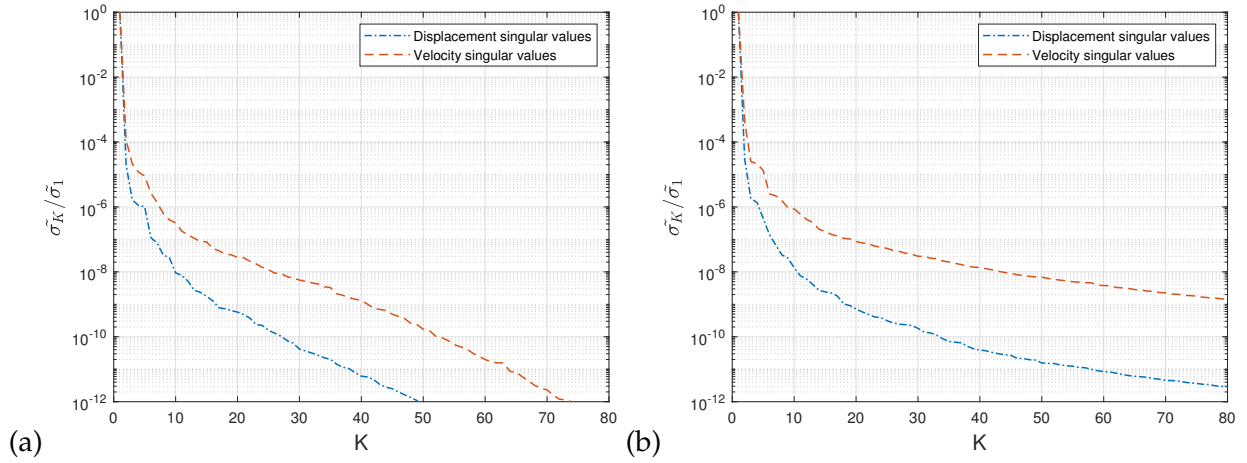 10^0
10^-2
10^-4
10^-6
10^-8
10^-10
10^-12
σ̃_K/σ̃_1
0 10 20 30 40 50 60 70 80
K
Displacement singular values
Velocity singular values
(a)
10^0
10^-2
10^-4
10^-6
10^-8
10^-10
10^-12
σ̃_K/σ̃_1
0 10 20 30 40 50 60 70 80
K
Displacement singular values
Velocity singular values
(b)